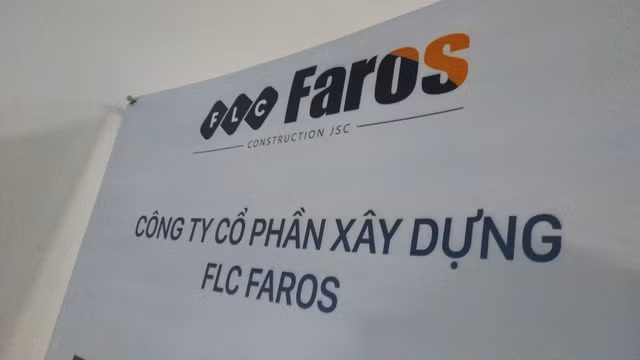 FLC Faros
CONSTRUCTION JSC
CÔNG TY CỔ PHẦN XÂY DỰNG
FLC FAROS